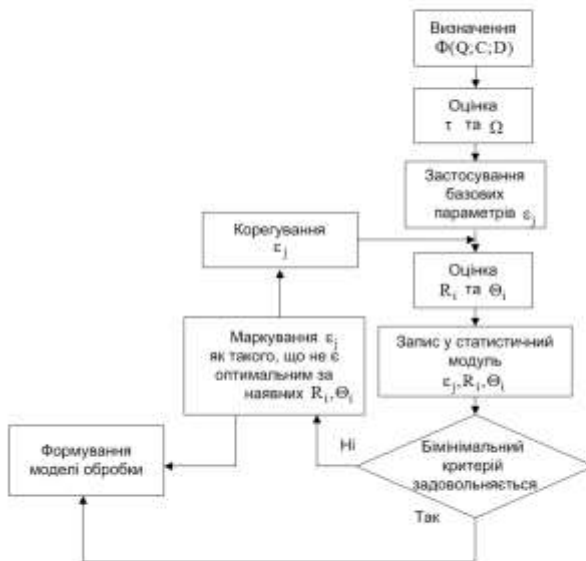 Визначення
Φ(Q;C;D)
Оцінка
τ та Ω
Застосування
базових
параметрів ε_j
Корегування
ε_j
Оцінка
R_i та Θ_i
Маркування ε_j
як такого, що не є
оптимальним за
наявних R_i,Θ_i
Запис у статистичний
модуль
ε_j,R_i,Θ_i
Ні
Бімінімальний
критерій
задовольняється
Формування
моделі обробки
Так